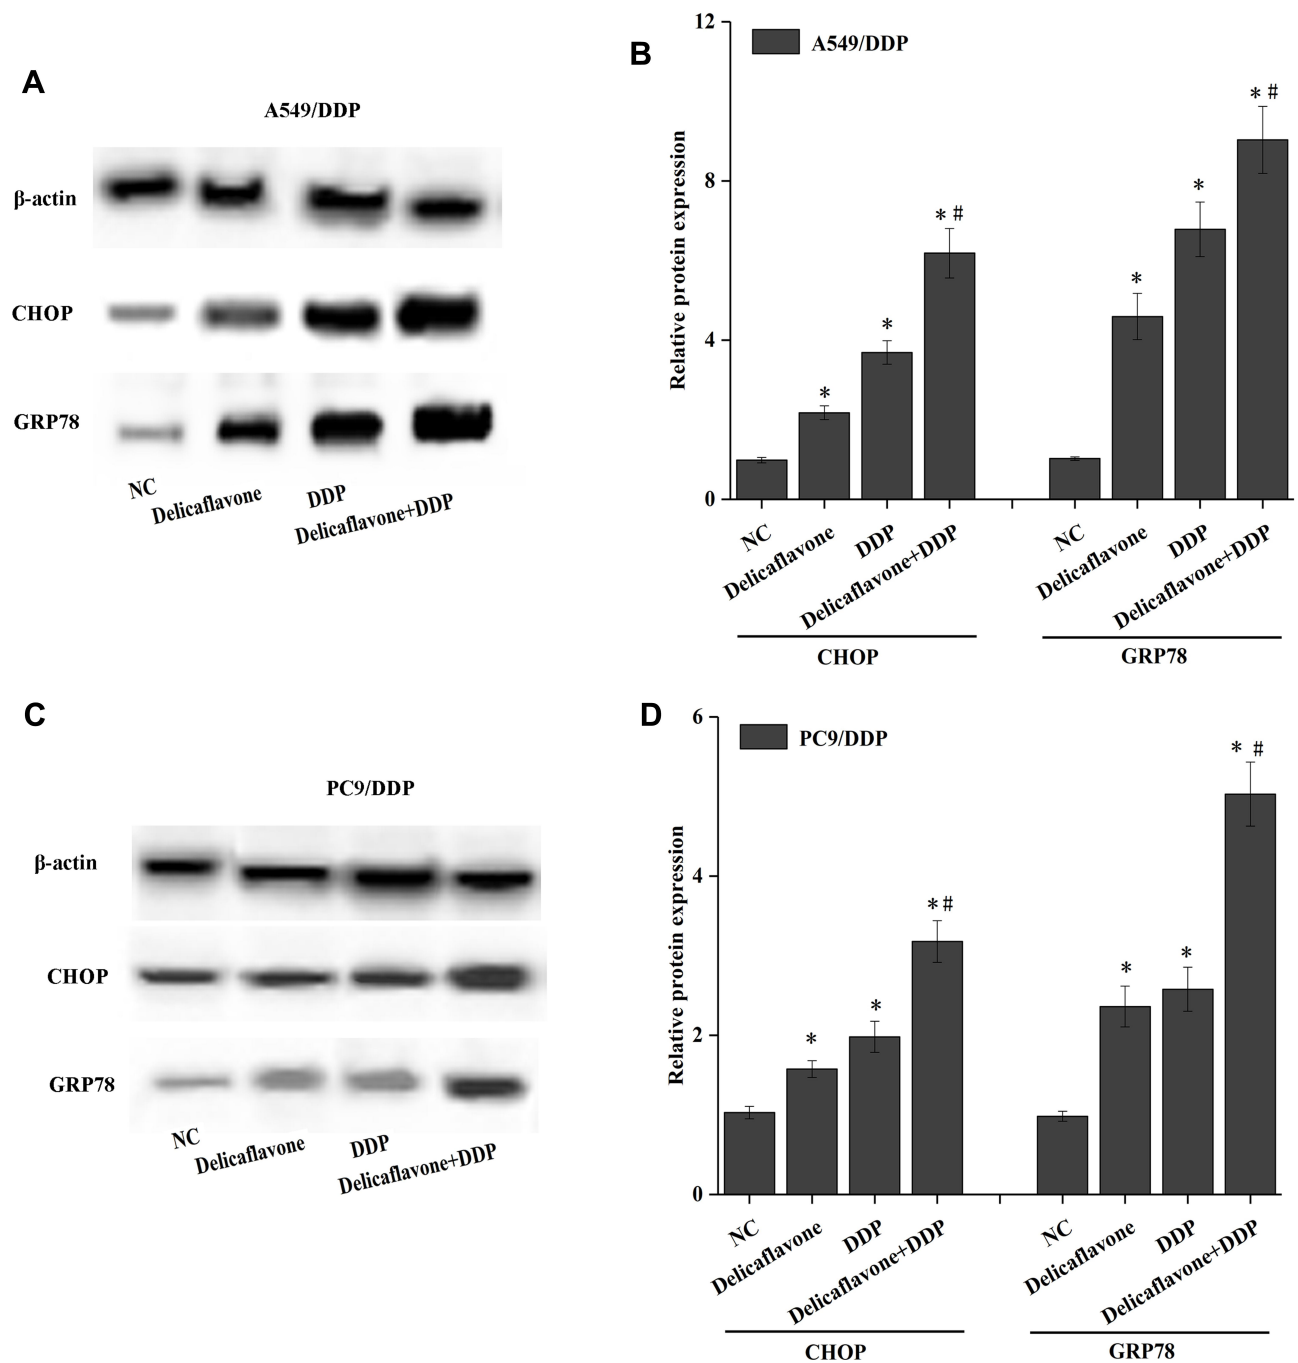 A
A549/DDP
β-actin
CHOP
GRP78
NC
Delicaflavone
DDP
Delicaflavone+DDP
B
A549/DDP
Relative protein expression
12
8
4
0
* * * # * * * #
NC
Delicaflavone
DDP
Delicaflavone+DDP
NC
Delicaflavone
DDP
Delicaflavone+DDP
CHOP
GRP78
C
PC9/DDP
β-actin
CHOP
GRP78
NC
Delicaflavone
DDP
Delicaflavone+DDP
D
PC9/DDP
Relative protein expression
6
4
2
0
* * * # * * * #
NC
Delicaflavone
DDP
Delicaflavone+DDP
NC
Delicaflavone
DDP
Delicaflavone+DDP
CHOP
GRP78